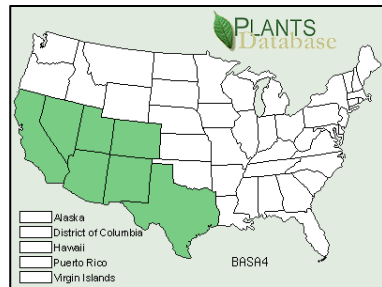 PLANTS
Database
Alaska
District of Columbia
Hawaii
Puerto Rico
Virgin Islands
BASA4